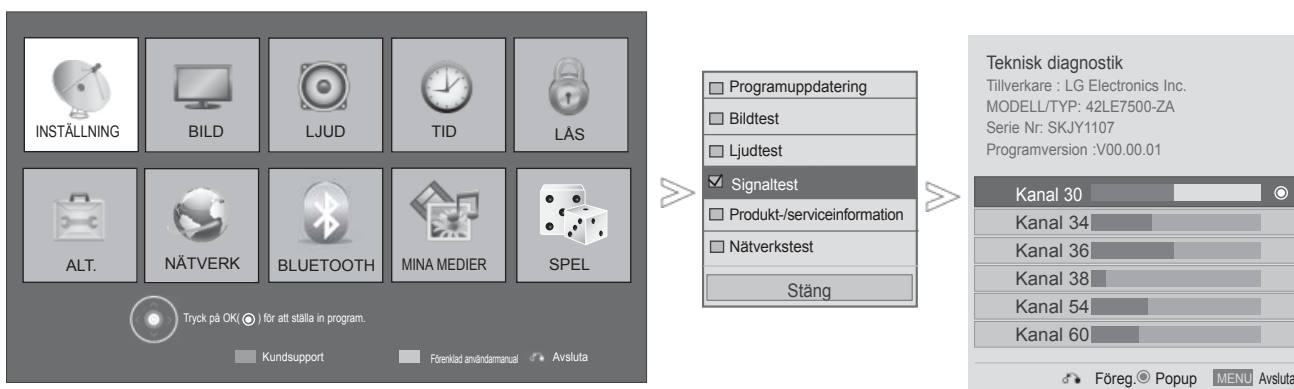 INSTÄLLNING
BILD
LJUD
TID
LÅS
ALT.
NÄTVERK
BLUETOOTH
MINA MEDIER
SPEL
Tryck på OK( ) för att ställa in program.
Kundsupport
Förenklad användarmanual
Avsluta
Programuppdatering
Bildtest
Ljudtest
Signaltest
Produkt-/serviceinformation
Nätverkstest
Stäng
Teknisk diagnostik
Tillverkare : LG Electronics Inc.
MODELL/TYP: 42LE7500-ZA
Serie Nr: SKJY1107
Programversion :V00.00.01
Kanal 30
Kanal 34
Kanal 36
Kanal 38
Kanal 54
Kanal 60
Föreg. Popup MENU Avsluta